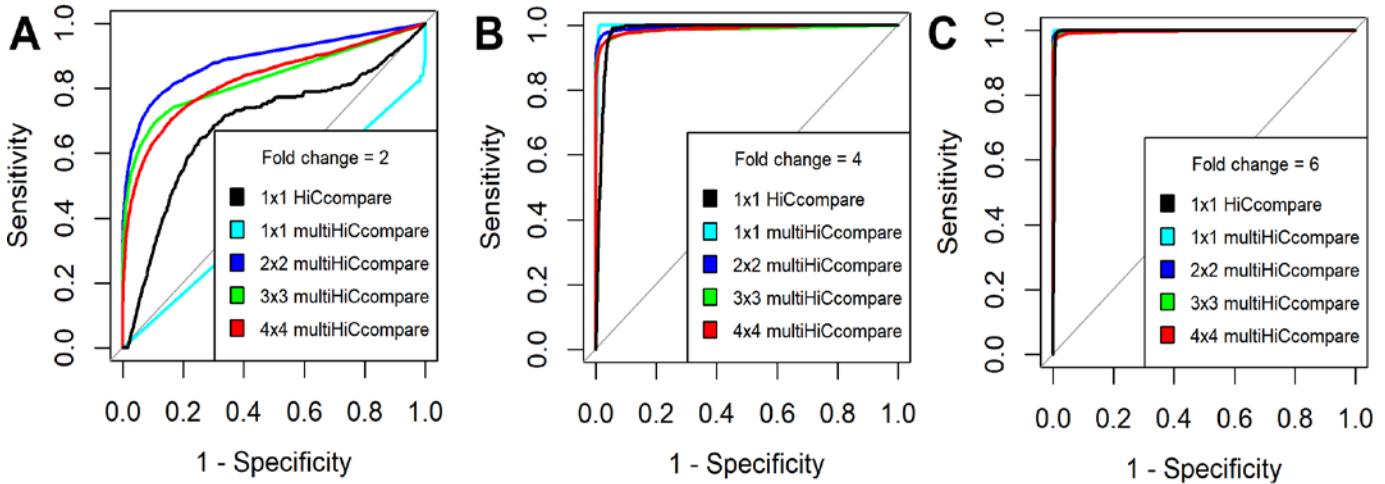 A
Sensitivity
1.0
0.8
0.6
0.4
0.2
0.0
Fold change = 2
1x1 HiCcompare
1x1 multiHiCcompare
2x2 multiHiCcompare
3x3 multiHiCcompare
4x4 multiHiCcompare
0.0 0.2 0.4 0.6 0.8 1.0
1 - Specificity
B
Sensitivity
1.0
0.8
0.6
0.4
0.2
0.0
Fold change = 4
1x1 HiCcompare
1x1 multiHiCcompare
2x2 multiHiCcompare
3x3 multiHiCcompare
4x4 multiHiCcompare
0.0 0.2 0.4 0.6 0.8 1.0
1 - Specificity
C
Sensitivity
1.0
0.8
0.6
0.4
0.2
0.0
Fold change = 6
1x1 HiCcompare
1x1 multiHiCcompare
2x2 multiHiCcompare
3x3 multiHiCcompare
4x4 multiHiCcompare
0.0 0.2 0.4 0.6 0.8 1.0
1 - Specificity